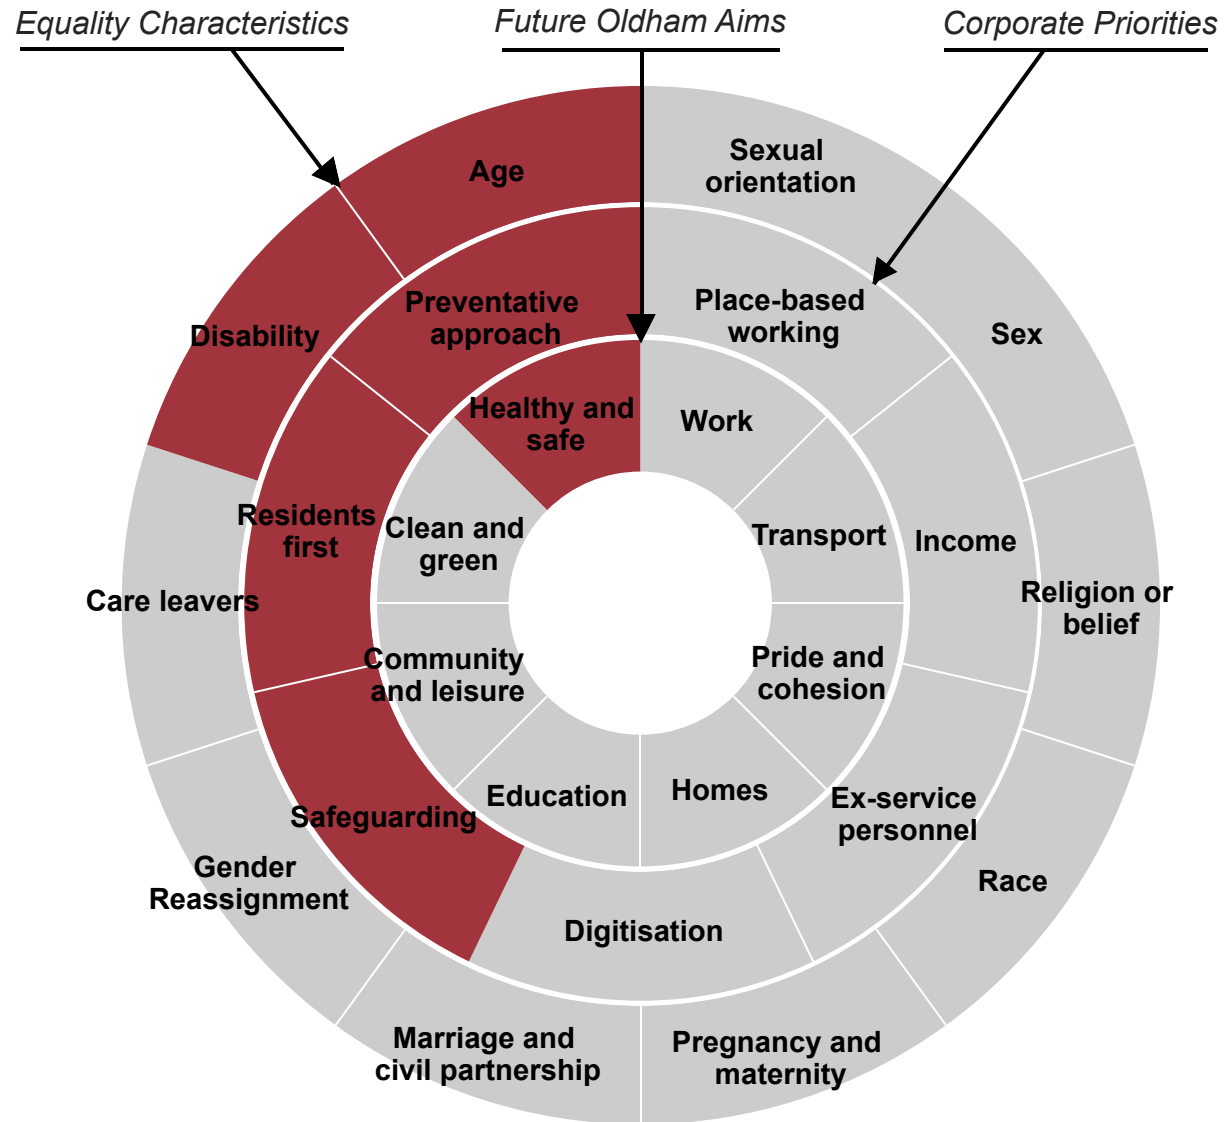 Equality Characteristics
Future Oldham Aims
Corporate Priorities
Age
Sexual
orientation
Disability
Preventative
approach
Place-based
working
Sex
Healthy and
safe
Work
Residents
first
Clean and
green
Transport
Income
Care leavers
Religion or
belief
Community
and leisure
Pride and
cohesion
Safeguarding
Education
Homes
Ex-service
personnel
Gender
Reassignment
Race
Digitisation
Marriage and
civil partnership
Pregnancy and
maternity